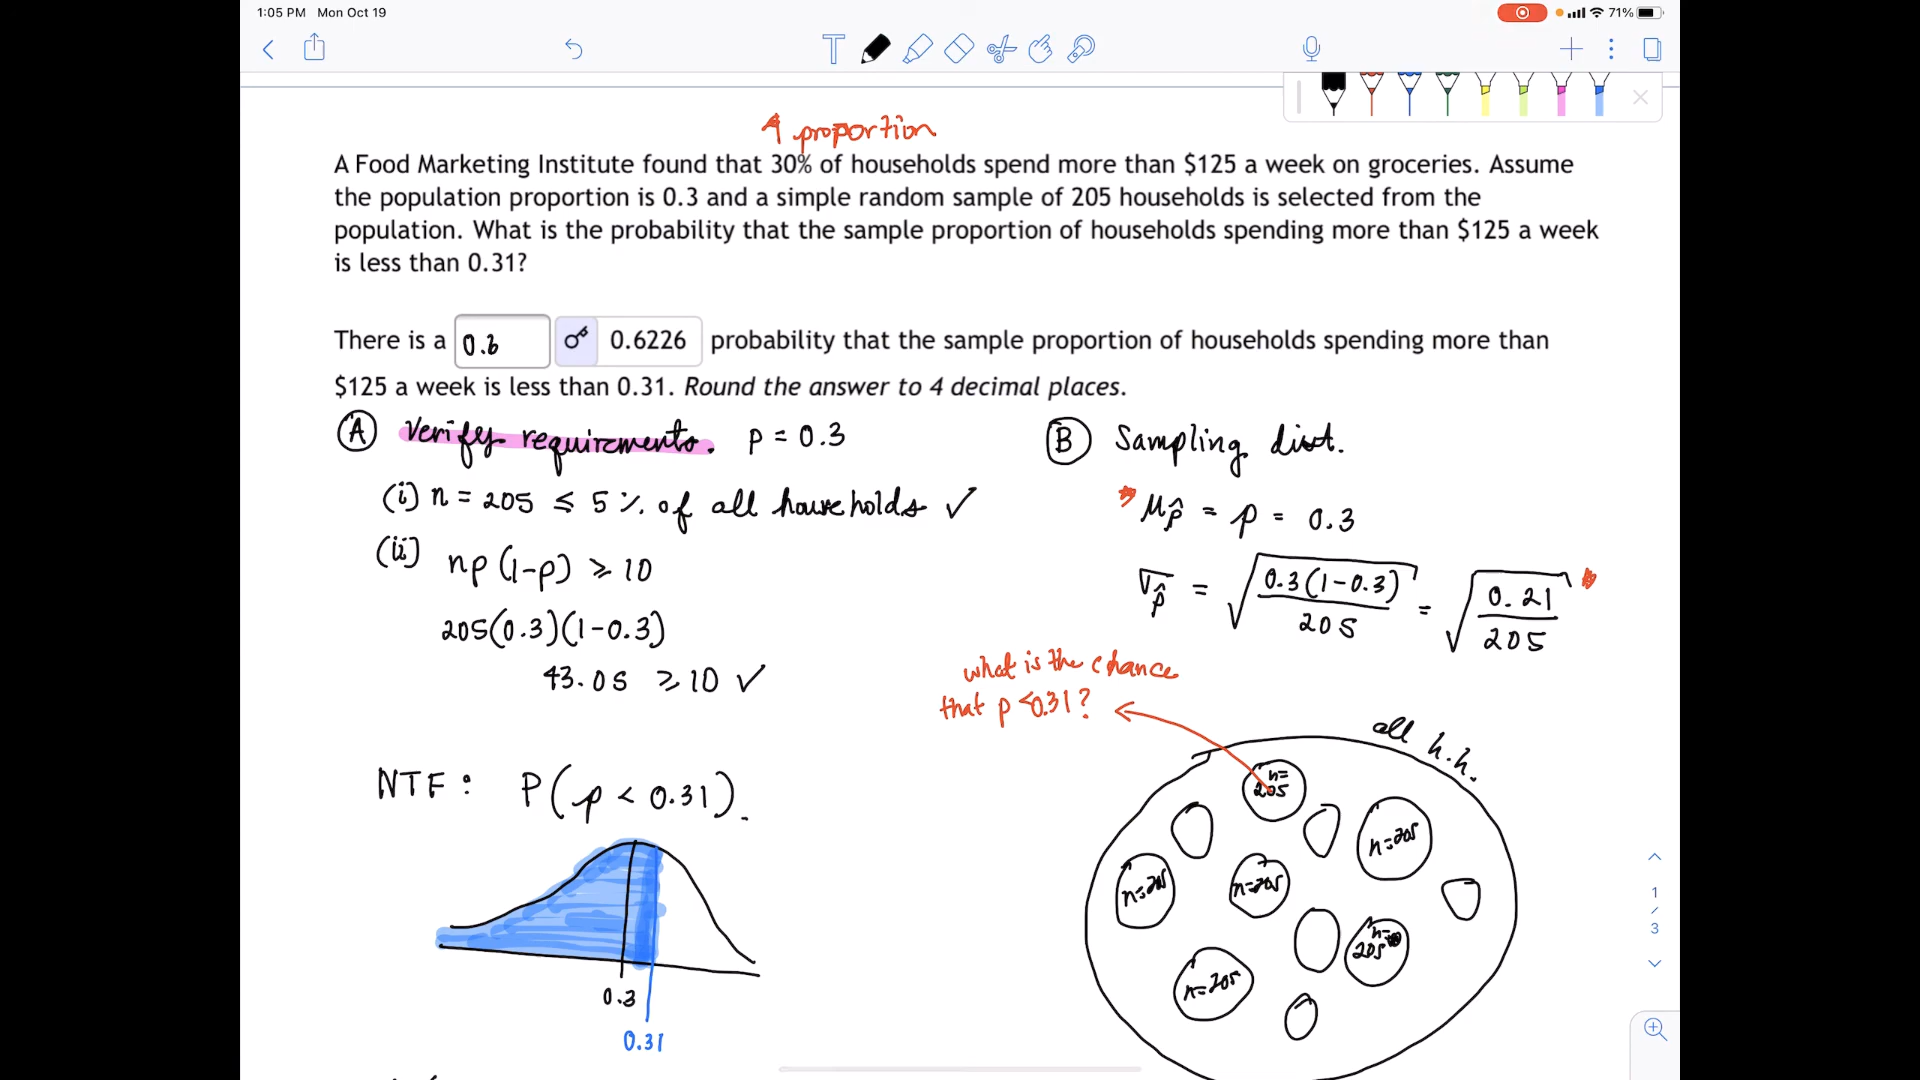 1:05 PM Mon Oct 19
71%
T
proportion
A Food Marketing Institute found that 30% of households spend more than $125 a week on groceries. Assume
the population proportion is 0.3 and a simple random sample of 205 households is selected from the
population. What is the probability that the sample proportion of households spending more than $125 a week
is less than 0.31?
There is a 0.6 0.6226 probability that the sample proportion of households spending more than
$125 a week is less than 0.31. Round the answer to 4 decimal places.
A Verify requirements. p = 0.3
(i) n = 205 ≤ 5% of all households ✓
(ii) np(1-p) ≥ 10
205(0.3)(1-0.3)
43.05 ≥ 10 ✓
NTF: P(p < 0.31).
0.3
0.31
B Sampling dist.
* μp̂ = p = 0.3
σp̂ = √(0.3(1-0.3)/205) = √(0.21/205) *
what is the chance
that p < 0.31?
all h.h.
n=
205
n=205
n=205
n=205
n=
205
n=205
1
/
3